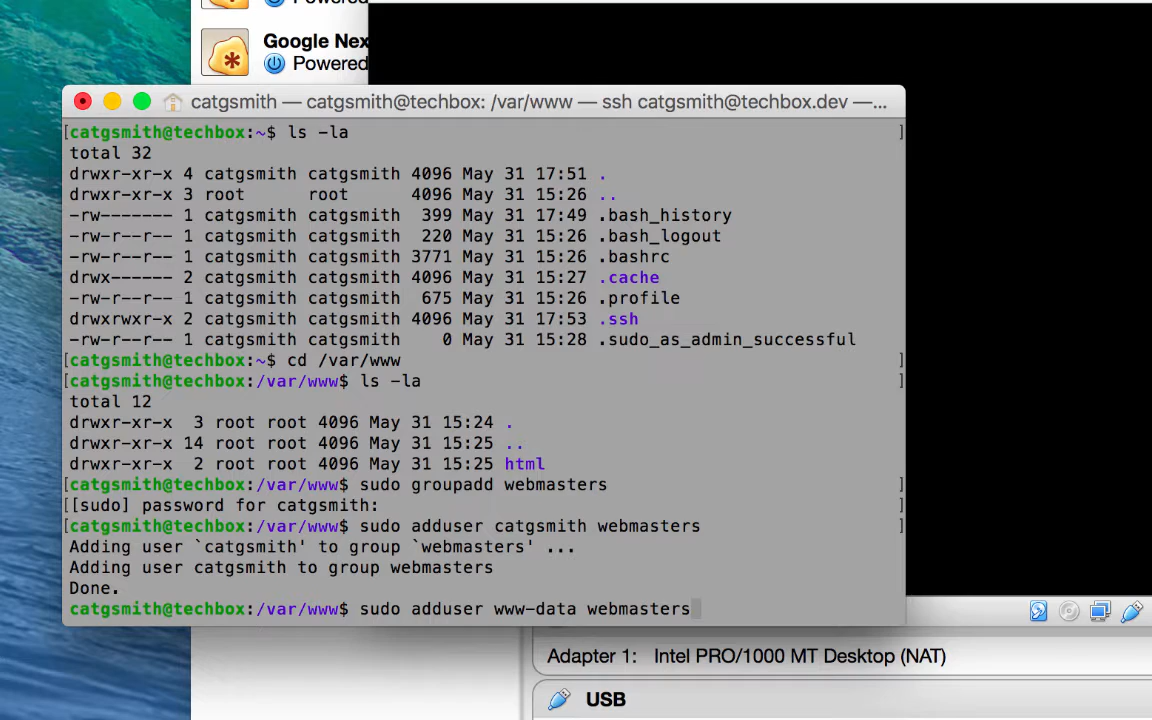 Powered
Google Nex
Powered
catgsmith — catgsmith@techbox: /var/www — ssh catgsmith@techbox.dev —...
[catgsmith@techbox:~$ ls -la ]
total 32
drwxr-xr-x 4 catgsmith catgsmith 4096 May 31 17:51 .
drwxr-xr-x 3 root      root      4096 May 31 15:26 ..
-rw------- 1 catgsmith catgsmith  399 May 31 17:49 .bash_history
-rw-r--r-- 1 catgsmith catgsmith  220 May 31 15:26 .bash_logout
-rw-r--r-- 1 catgsmith catgsmith 3771 May 31 15:26 .bashrc
drwx------ 2 catgsmith catgsmith 4096 May 31 15:27 .cache
-rw-r--r-- 1 catgsmith catgsmith  675 May 31 15:26 .profile
drwxrwxr-x 2 catgsmith catgsmith 4096 May 31 17:53 .ssh
-rw-r--r-- 1 catgsmith catgsmith    0 May 31 15:28 .sudo_as_admin_successful
[catgsmith@techbox:~$ cd /var/www ]
[catgsmith@techbox:/var/www$ ls -la ]
total 12
drwxr-xr-x  3 root root 4096 May 31 15:24 .
drwxr-xr-x 14 root root 4096 May 31 15:25 ..
drwxr-xr-x  2 root root 4096 May 31 15:25 html
[catgsmith@techbox:/var/www$ sudo groupadd webmasters ]
[[sudo] password for catgsmith: ]
[catgsmith@techbox:/var/www$ sudo adduser catgsmith webmasters ]
Adding user `catgsmith' to group `webmasters' ...
Adding user catgsmith to group webmasters
Done.
catgsmith@techbox:/var/www$ sudo adduser www-data webmasters
Adapter 1: Intel PRO/1000 MT Desktop (NAT)
USB